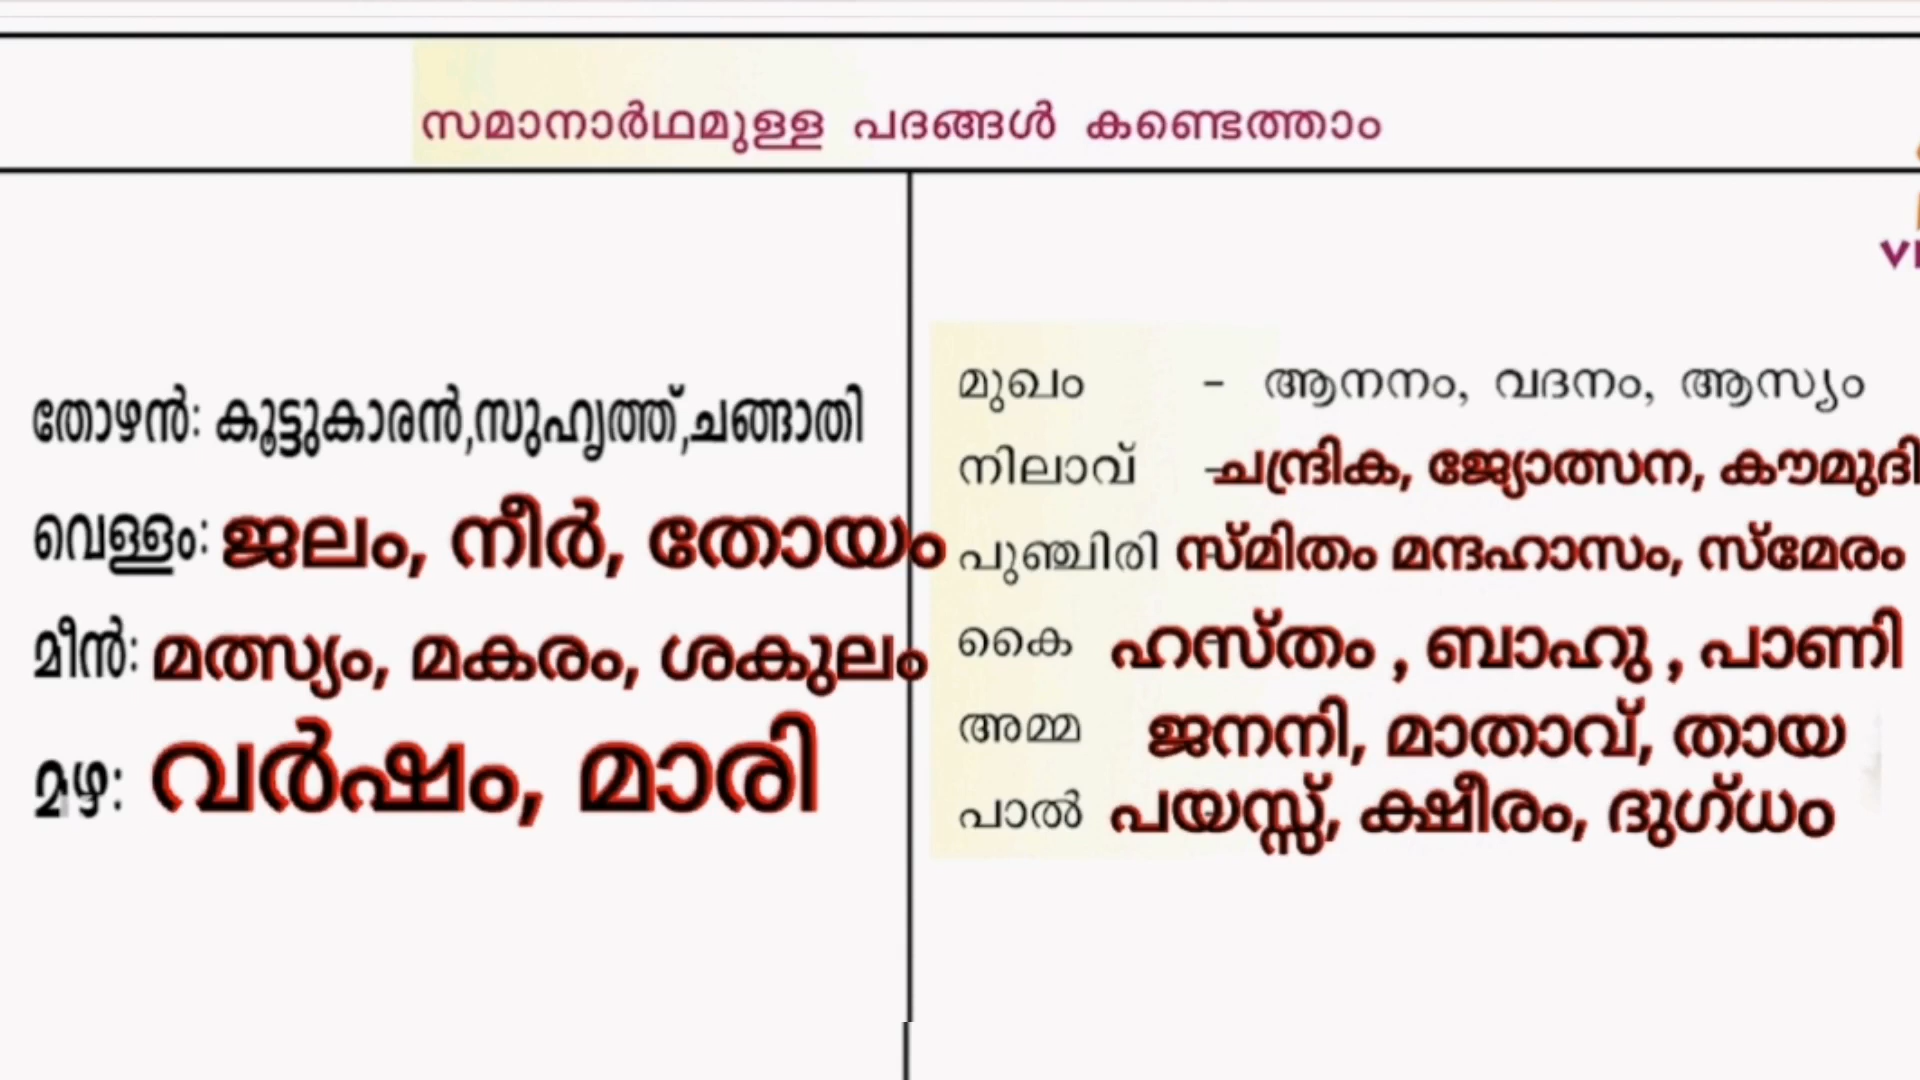 സമാനാർഥമുള്ള പദങ്ങൾ കണ്ടെത്താം
തോഴൻ: കൂട്ടുകാരൻ,സുഹൃത്ത്,ചങ്ങാതി
വെള്ളം: ജലം, നീർ, തോയം
മീൻ: മത്സ്യം, മകരം, ശകുലം
മഴ: വർഷം, മാരി
മുഖം - ആനനം, വദനം, ആസ്യം
നിലാവ് - ചന്ദ്രിക, ജ്യോത്സന, കൗമുദി
പുഞ്ചിരി സ്മിതം മന്ദഹാസം, സ്മേരം
കൈ ഹസ്തം , ബാഹു , പാണി
അമ്മ ജനനി, മാതാവ്, തായ
പാൽ പയസ്സ്, ക്ഷീരം, ദുഗ്ധം